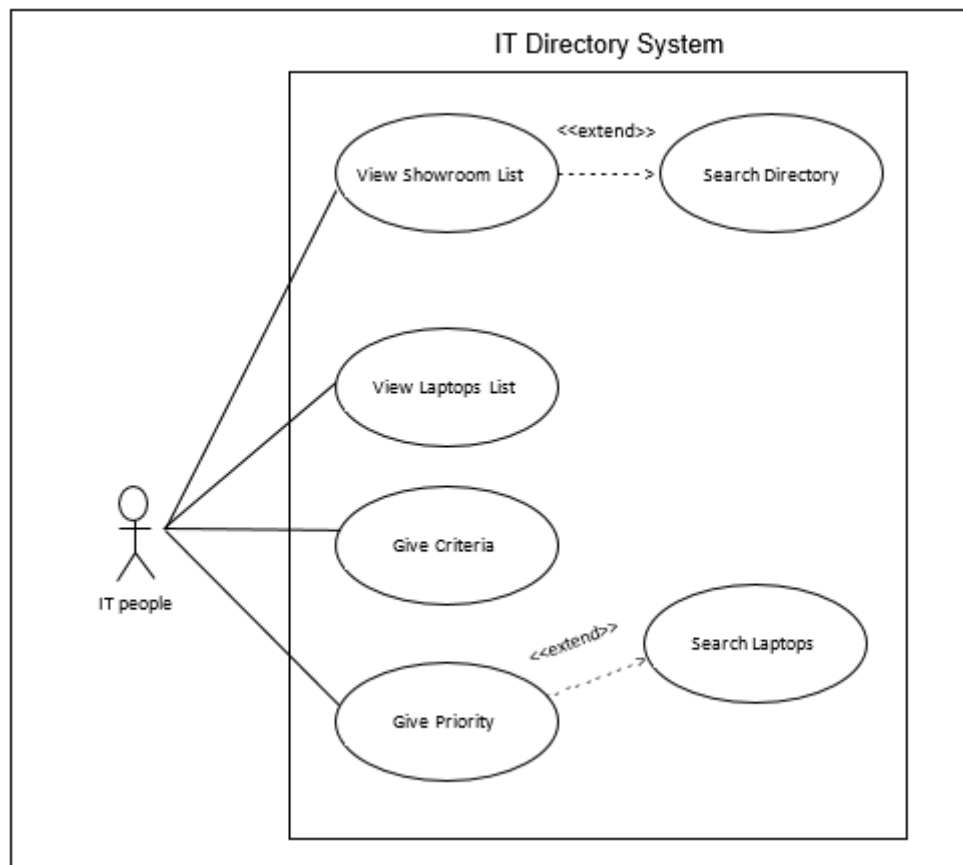 IT Directory System
<<extend>>
View Showroom List
Search Directory
View Laptops List
Give Criteria
IT people
<<extend>>
Search Laptops
Give Priority